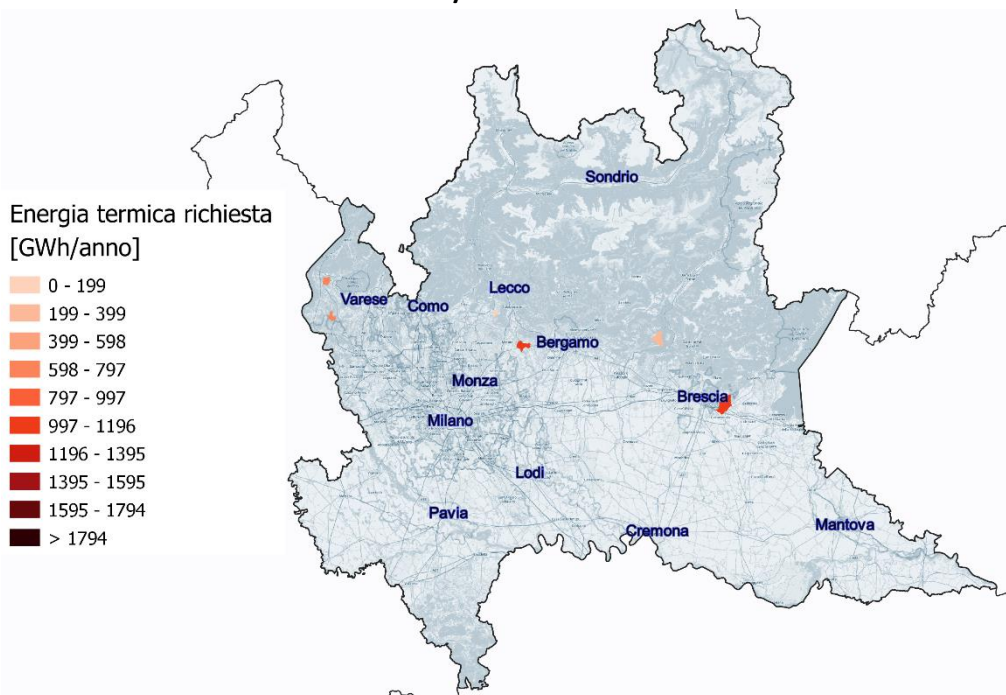 Sondrio
Energia termica richiesta
[GWh/anno]
0 - 199
199 - 399
399 - 598
598 - 797
797 - 997
997 - 1196
1196 - 1395
1395 - 1595
1595 - 1794
> 1794
Lecco
Varese
Como
Bergamo
Monza
Brescia
Milano
Lodi
Pavia
Cremona
Mantova